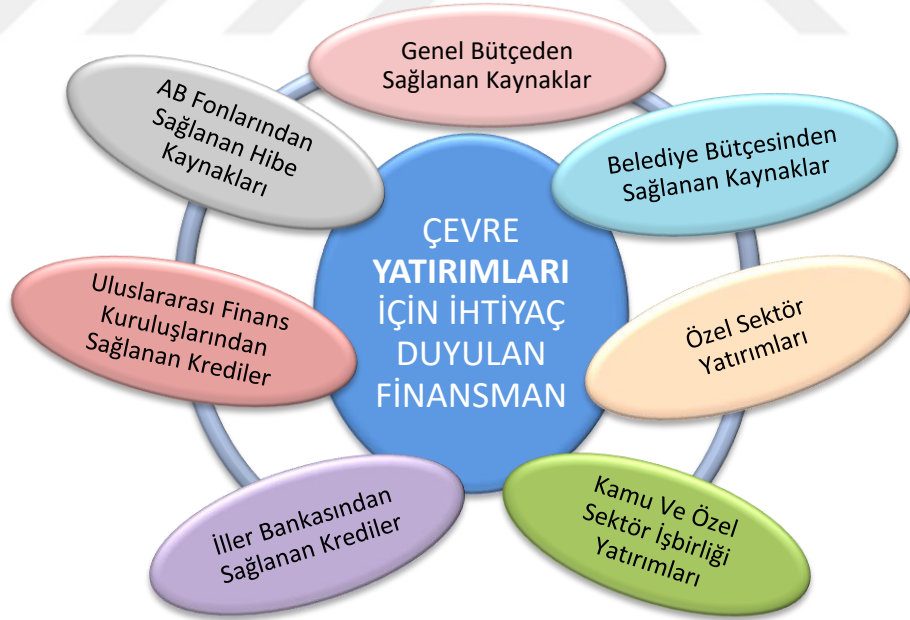 Genel Bütçeden
Sağlanan Kaynaklar
Belediye Bütçesinden
Sağlanan Kaynaklar
Özel Sektör
Yatırımları
Kamu Ve Özel
Sektör İşbirliği
Yatırımları
İller Bankasından
Sağlanan Krediler
Uluslararası Finans
Kuruluşlarından
Sağlanan Krediler
AB Fonlarından
Sağlanan Hibe
Kaynakları
ÇEVRE
YATIRIMLARI
İÇİN İHTİYAÇ
DUYULAN
FİNANSMAN